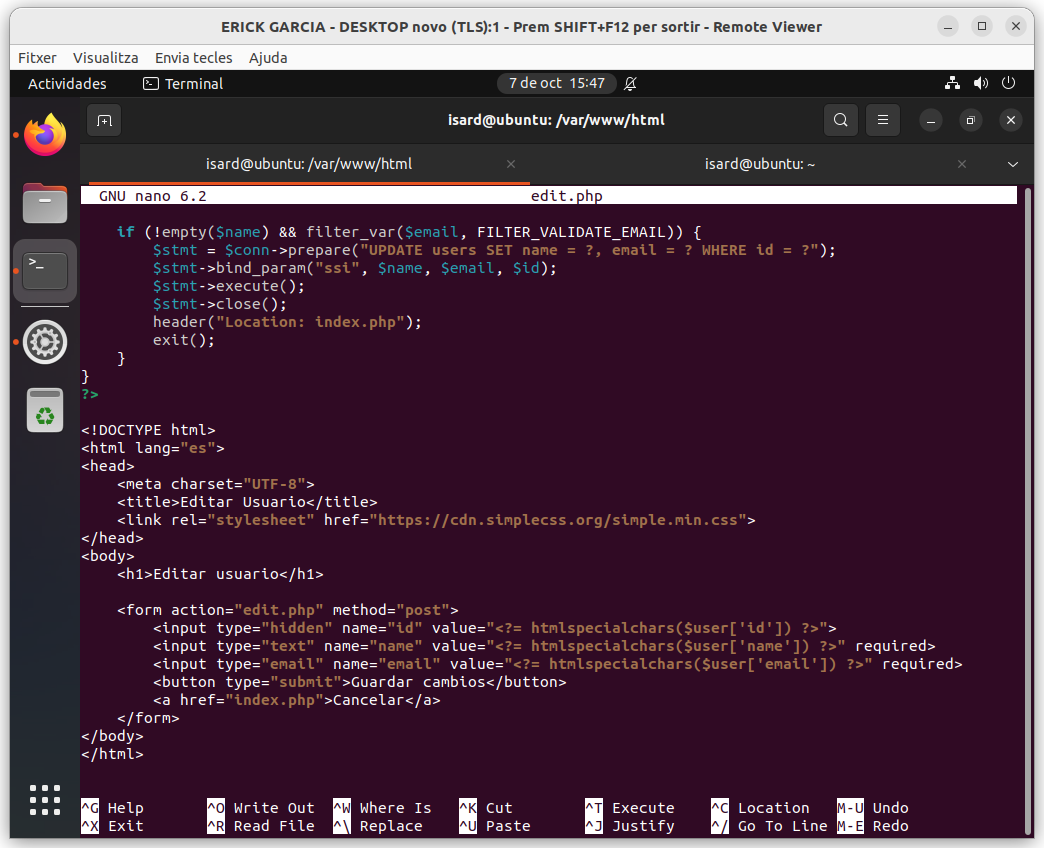 ERICK GARCIA - DESKTOP novo (TLS):1 - Prem SHIFT+F12 per sortir - Remote Viewer
Fitxer Visualitza Envia tecles Ajuda
Actividades Terminal 7 de oct 15:47
isard@ubuntu: /var/www/html
isard@ubuntu: /var/www/html isard@ubuntu: ~
GNU nano 6.2 edit.php
    if (!empty($name) && filter_var($email, FILTER_VALIDATE_EMAIL)) {
        $stmt = $conn->prepare("UPDATE users SET name = ?, email = ? WHERE id = ?");
        $stmt->bind_param("ssi", $name, $email, $id);
        $stmt->execute();
        $stmt->close();
        header("Location: index.php");
        exit();
    }
}
?>
<!DOCTYPE html>
<html lang="es">
<head>
    <meta charset="UTF-8">
    <title>Editar Usuario</title>
    <link rel="stylesheet" href="https://cdn.simplecss.org/simple.min.css">
</head>
<body>
    <h1>Editar usuario</h1>
    <form action="edit.php" method="post">
        <input type="hidden" name="id" value="<?= htmlspecialchars($user['id']) ?>">
        <input type="text" name="name" value="<?= htmlspecialchars($user['name']) ?>" required>
        <input type="email" name="email" value="<?= htmlspecialchars($user['email']) ?>" required>
        <button type="submit">Guardar cambios</button>
        <a href="index.php">Cancelar</a>
    </form>
</body>
</html>
^G Help ^O Write Out ^W Where Is ^K Cut ^T Execute ^C Location M-U Undo
^X Exit ^R Read File ^\ Replace ^U Paste ^J Justify ^/ Go To Line M-E Redo